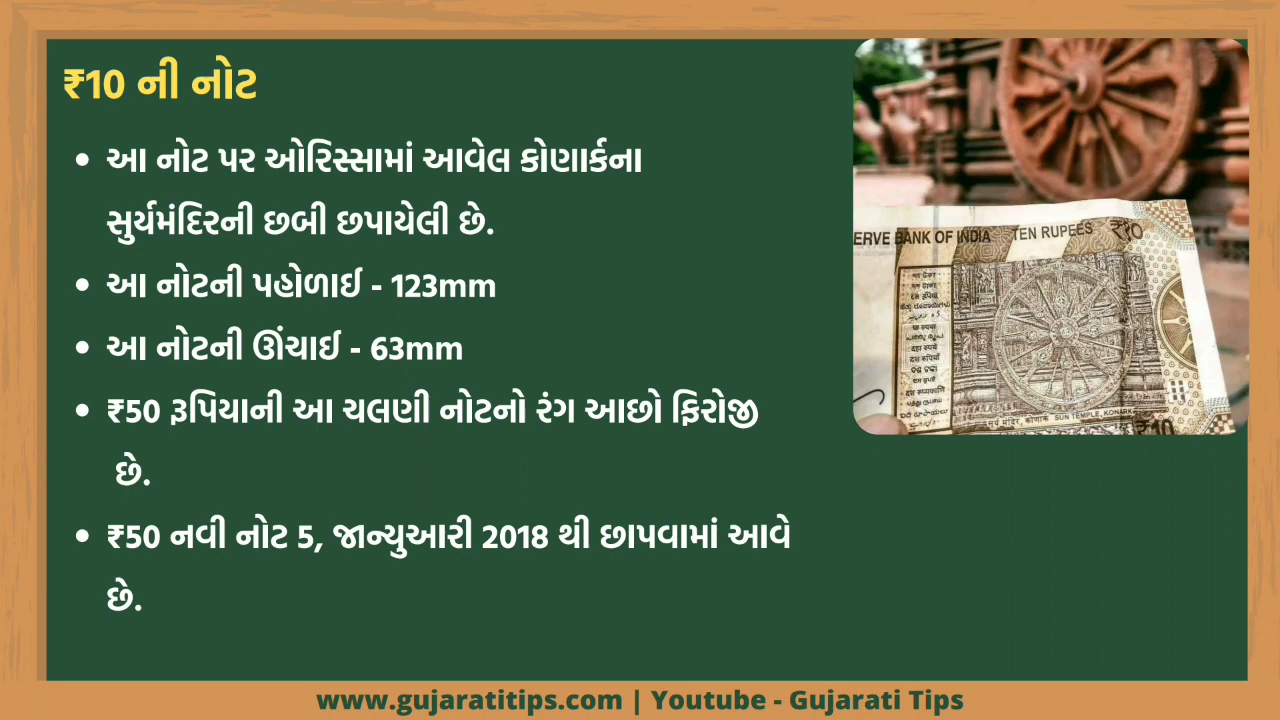 ₹10 ની નોટ
આ નોટ પર ઓરિસ્સામાં આવેલ કોણાર્કના
સુર્યમંદિરની છબી છપાયેલી છે.
આ નોટની પહોળાઈ - 123mm
આ નોટની ઊંચાઈ - 63mm
₹50 રૂપિયાની આ ચલણી નોટનો રંગ આછો ફિરોજી
છે.
₹50 નવી નોટ 5, જાન્યુઆરી 2018 થી છાપવામાં આવે
છે.
ERVE BANK OF INDIA TEN RUPEES ₹10
सूर्य मंदिर, कोणार्क SUN TEMPLE, KONARK
₹10
www.gujaratitips.com | Youtube - Gujarati Tips